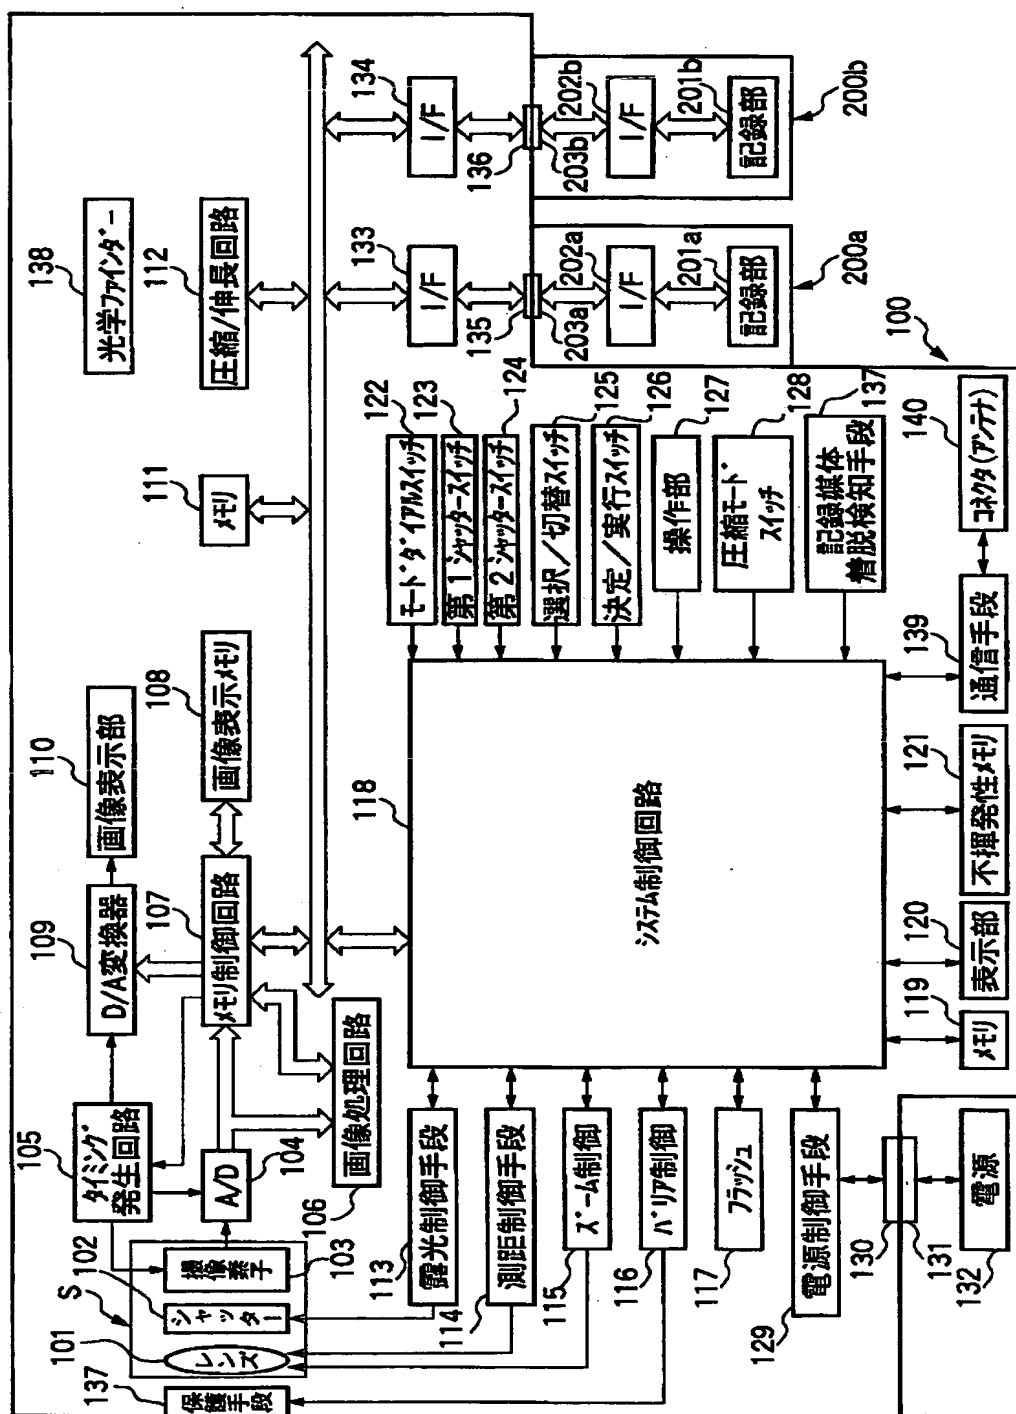 138
光学ファインダー
112
圧縮/伸長回路
111
メモリ
110
画像表示部
108
画像表示メモリ
109
D/A変換器
107
メモリ制御回路
105
タイミング
発生回路
A/D
104
画像処理回路
106
S
102
撮像
素子
103
シャッター
101
レンズ
137
保護
手段
134
I/F
136
203b
202b
I/F
201b
記録部
200b
133
I/F
135
203a
202a
I/F
201a
記録部
200a
100
モードダイアルスイッチ
122
第1シャッタースイッチ
123
第2シャッタースイッチ
124
選択/切替スイッチ
125
決定/実行スイッチ
126
操作部
127
圧縮モード
スイッチ
128
記録媒体
着脱検知手段
137
118
システム制御回路
113
露光制御手段
114
測距制御手段
115
ズーム制御
116
バリア制御
117
フラッシュ
129
電源制御手段
130
131
電源
132
119
メモリ
120
表示部
121
不揮発性メモリ
139
通信手段
140
コネクタ(アンテナ)